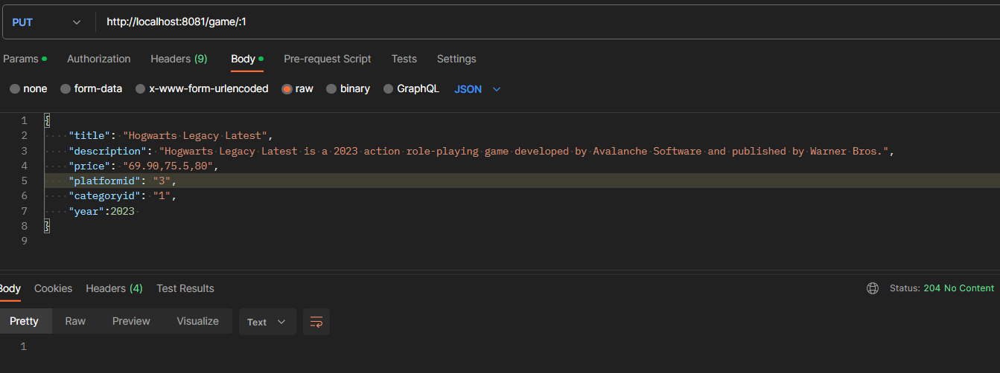 PUT http://localhost:8081/game/:1
Params Authorization Headers (9) Body Pre-request Script Tests Settings
none form-data x-www-form-urlencoded raw binary GraphQL JSON
1 {
2 "title": "Hogwarts Legacy Latest",
3 "description": "Hogwarts Legacy Latest is a 2023 action role-playing game developed by Avalanche Software and published by Warner Bros.",
4 "price": "69.90,75.5,80",
5 "platformid": "3",
6 "categoryid": "1",
7 "year":2023
8 }
9
Body Cookies Headers (4) Test Results Status: 204 No Content
Pretty Raw Preview Visualize Text
1